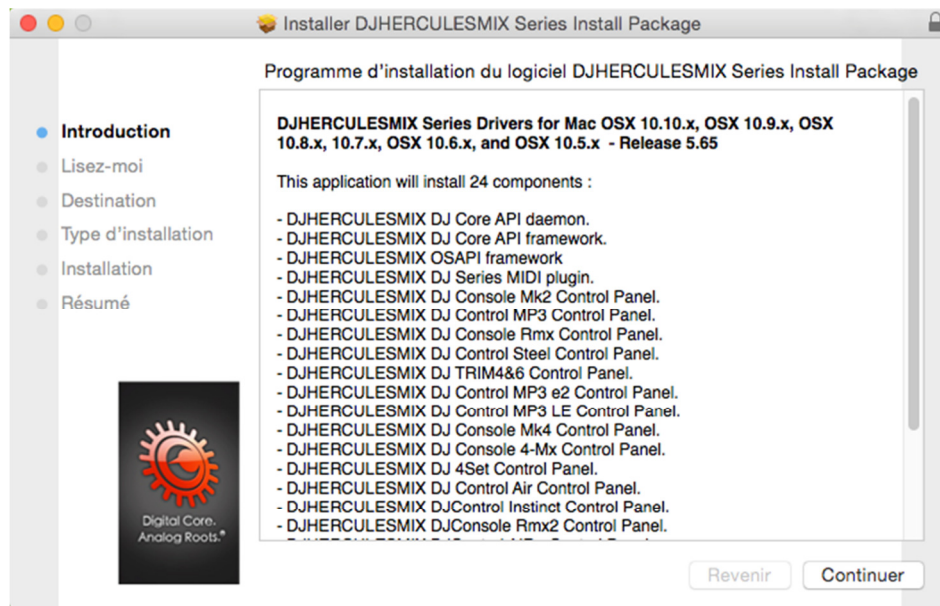 Installer DJHERCULESMIX Series Install Package
Programme d'installation du logiciel DJHERCULESMIX Series Install Package
Introduction
Lisez-moi
Destination
Type d'installation
Installation
Résumé
DJHERCULESMIX Series Drivers for Mac OSX 10.10.x, OSX 10.9.x, OSX
10.8.x, 10.7.x, OSX 10.6.x, and OSX 10.5.x - Release 5.65
This application will install 24 components :
- DJHERCULESMIX DJ Core API daemon.
- DJHERCULESMIX DJ Core API framework.
- DJHERCULESMIX OSAPI framework
- DJHERCULESMIX DJ Series MIDI plugin.
- DJHERCULESMIX DJ Console Mk2 Control Panel.
- DJHERCULESMIX DJ Control MP3 Control Panel.
- DJHERCULESMIX DJ Console Rmx Control Panel.
- DJHERCULESMIX DJ Control Steel Control Panel.
- DJHERCULESMIX DJ TRIM4&6 Control Panel.
- DJHERCULESMIX DJ Control MP3 e2 Control Panel.
- DJHERCULESMIX DJ Control MP3 LE Control Panel.
- DJHERCULESMIX DJ Console Mk4 Control Panel.
- DJHERCULESMIX DJ Console 4-Mx Control Panel.
- DJHERCULESMIX DJ 4Set Control Panel.
- DJHERCULESMIX DJ Control Air Control Panel.
- DJHERCULESMIX DJControl Instinct Control Panel.
- DJHERCULESMIX DJConsole Rmx2 Control Panel.
Digital Core.
Analog Roots.®
Revenir
Continuer